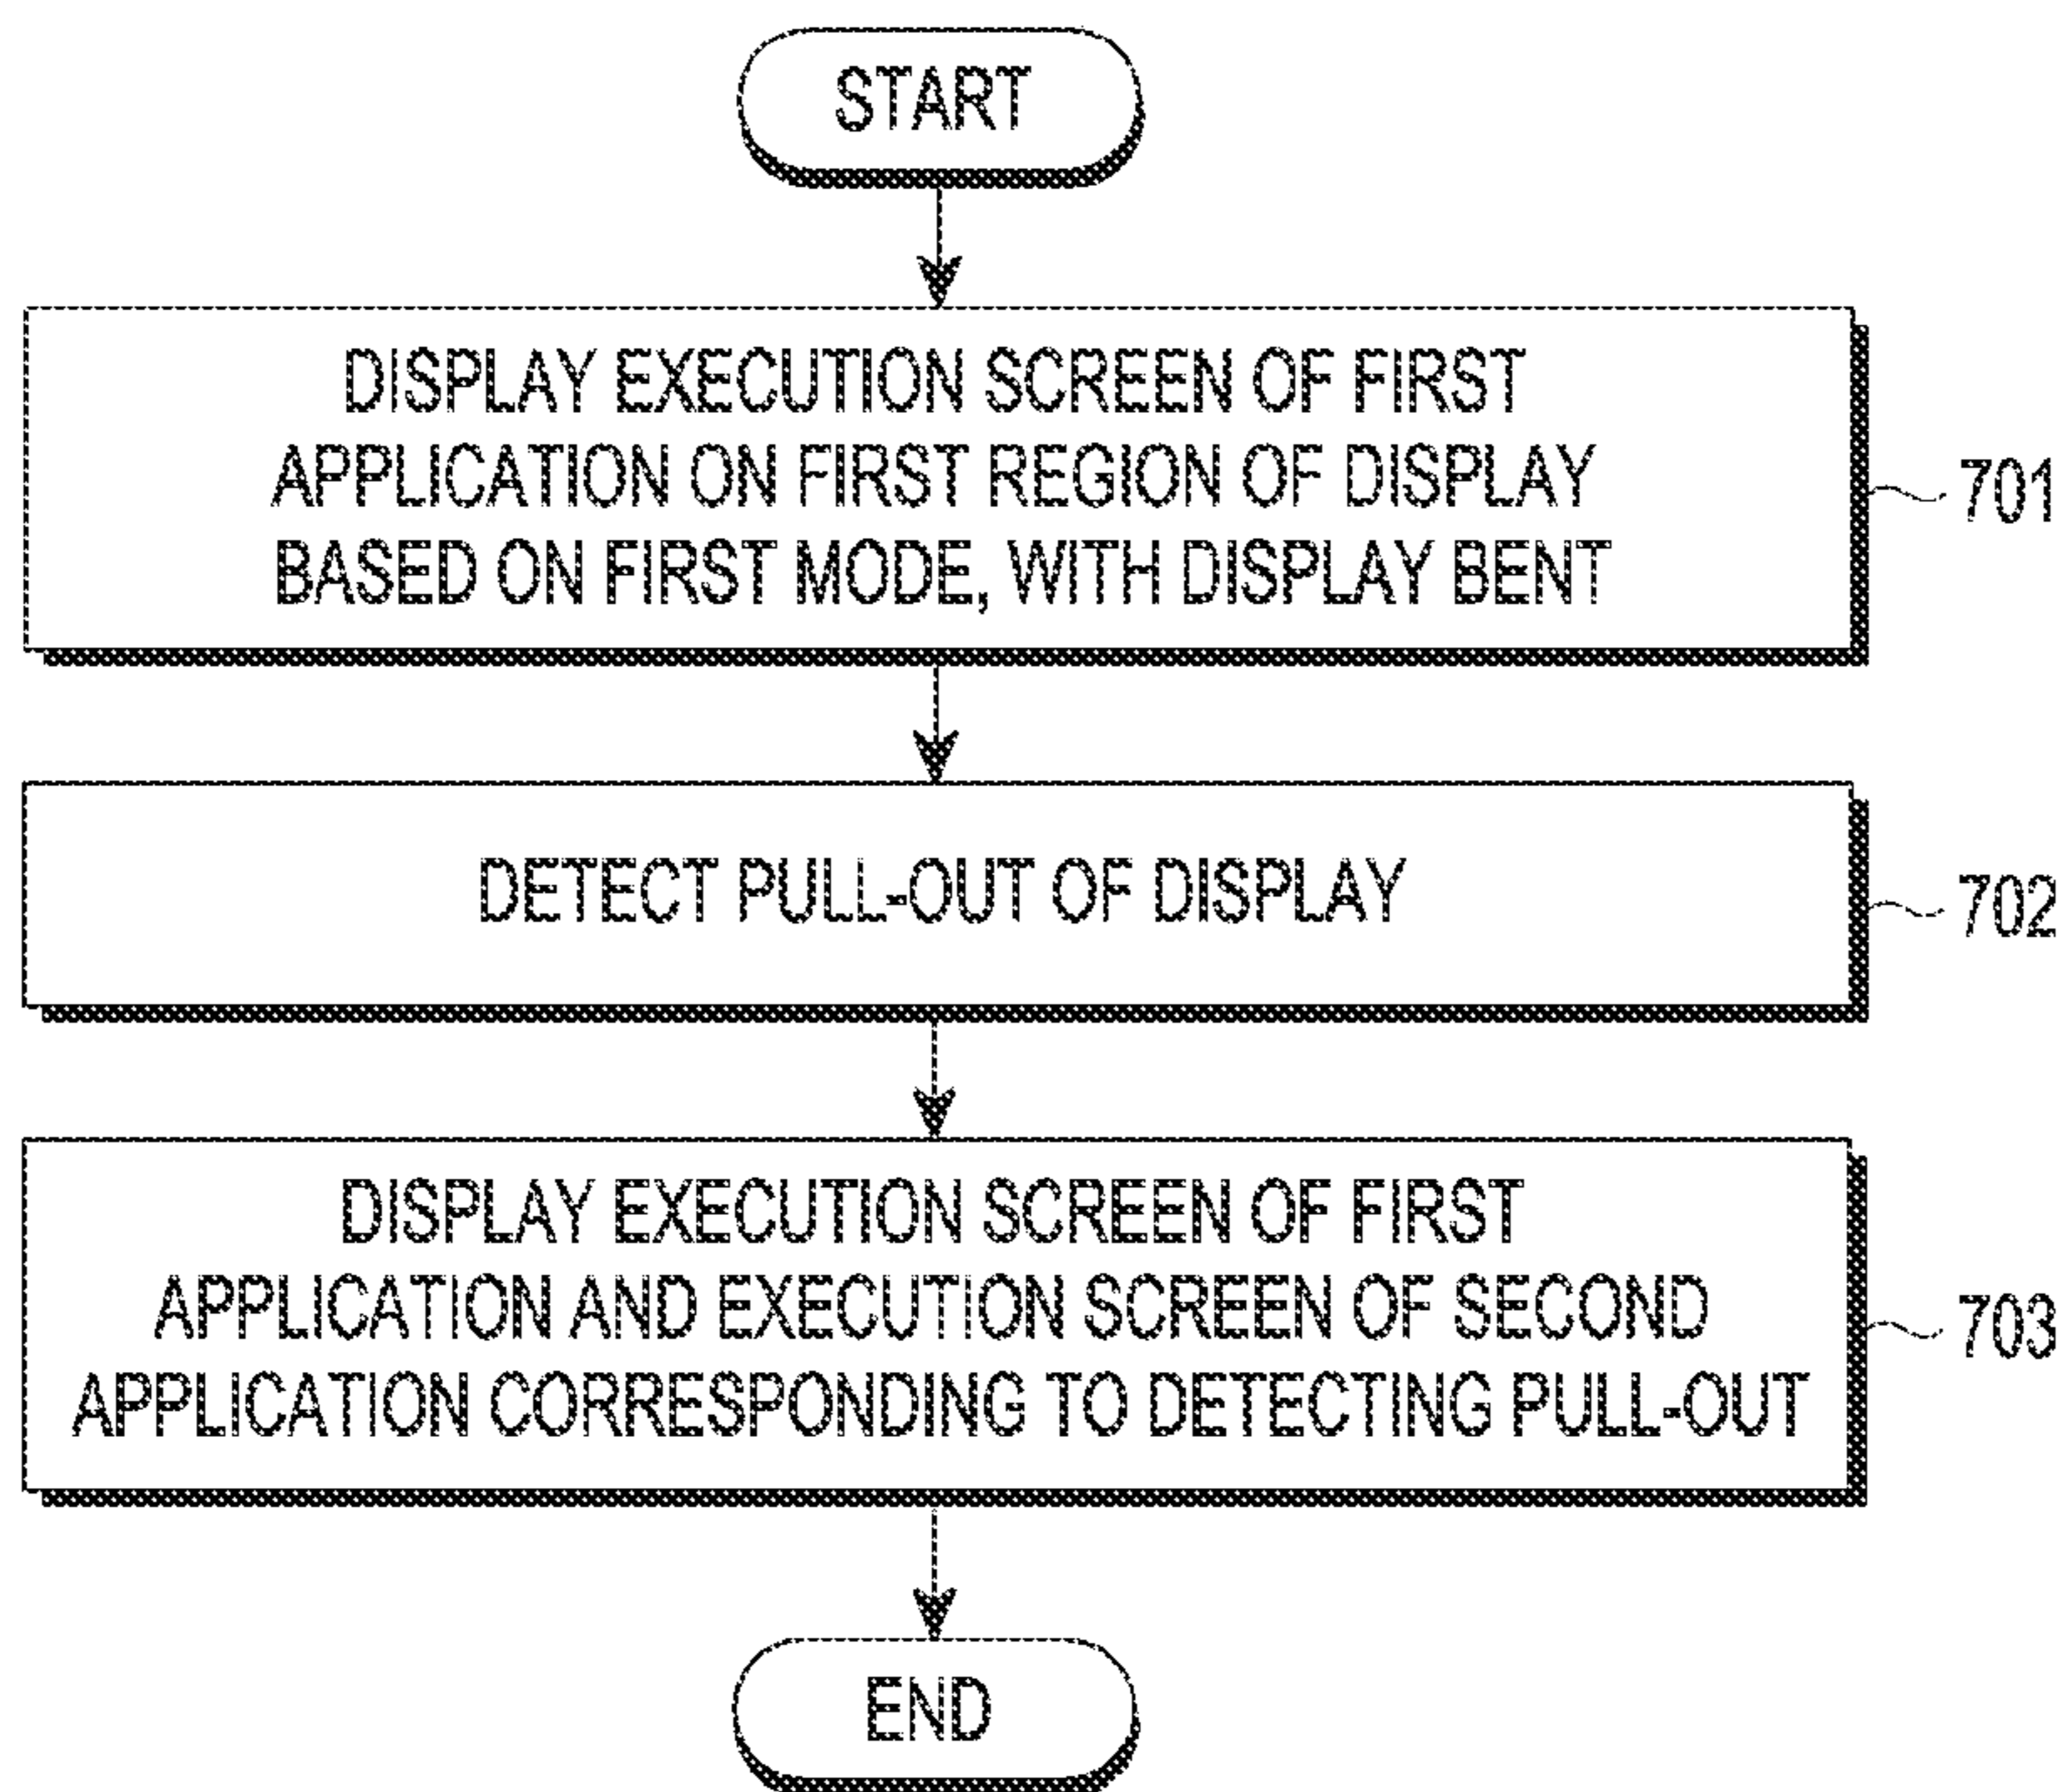 START
DISPLAY EXECUTION SCREEN OF FIRST
APPLICATION ON FIRST REGION OF DISPLAY
BASED ON FIRST MODE, WITH DISPLAY BENT
701
DETECT PULL-OUT OF DISPLAY
702
DISPLAY EXECUTION SCREEN OF FIRST
APPLICATION AND EXECUTION SCREEN OF SECOND
APPLICATION CORRESPONDING TO DETECTING PULL-OUT
703
END